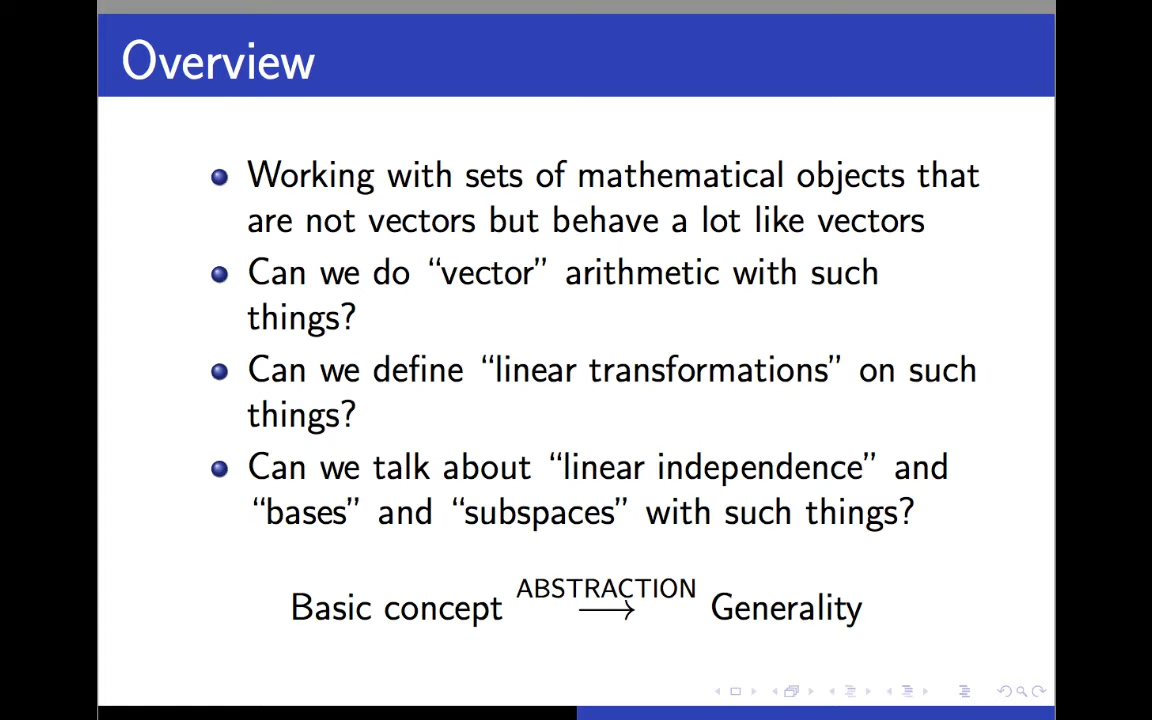 Overview
Working with sets of mathematical objects that
are not vectors but behave a lot like vectors
Can we do “vector” arithmetic with such
things?
Can we define “linear transformations” on such
things?
Can we talk about “linear independence” and
“bases” and “subspaces” with such things?
ABSTRACTION
Basic concept ⟶ Generality